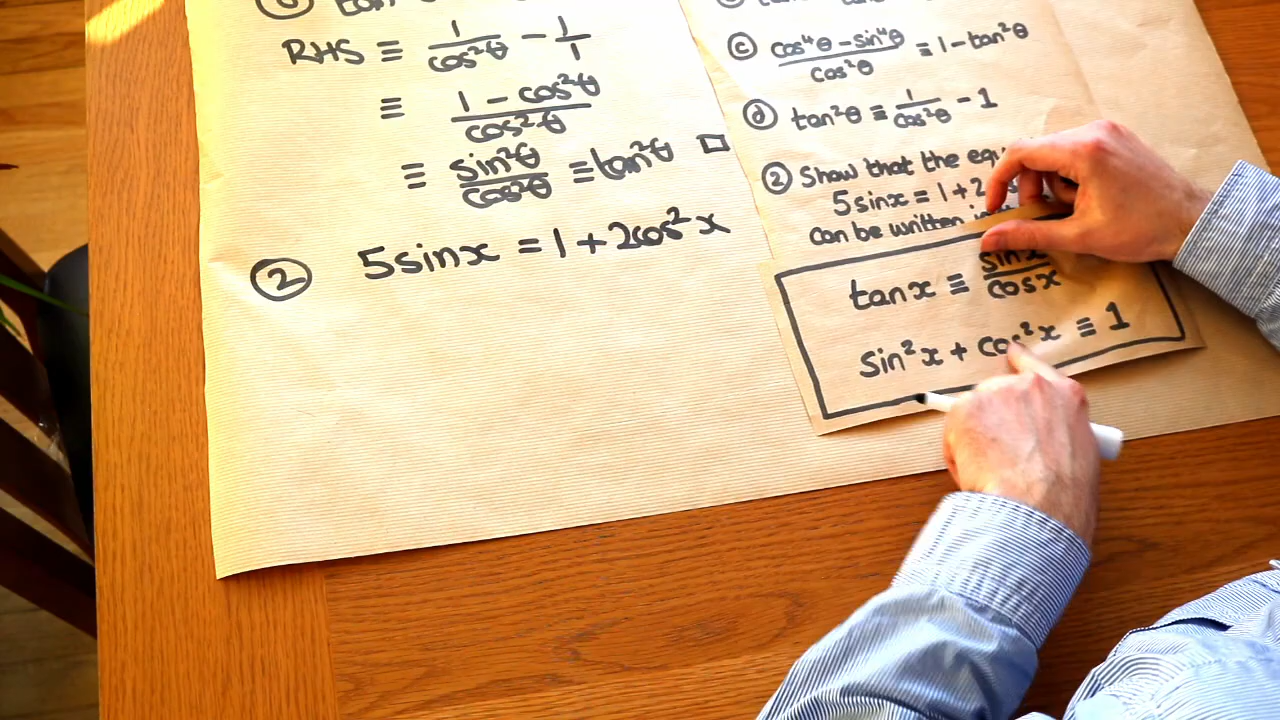 tan
RHS ≡ 1/cos²θ − 1/1
≡ (1 − cos²θ)/cos²θ
≡ sin²θ/cos²θ ≡ tan²θ □
② 5sinx = 1 + 2cos²x
ⓒ (cos⁴θ − sin⁴θ)/cos²θ ≡ 1 − tan²θ
ⓓ tan²θ ≡ 1/cos²θ − 1
② Show that the equ
5sinx = 1 + 2
can be written
tanx ≡ sinx/cosx
sin²x + cos²x ≡ 1